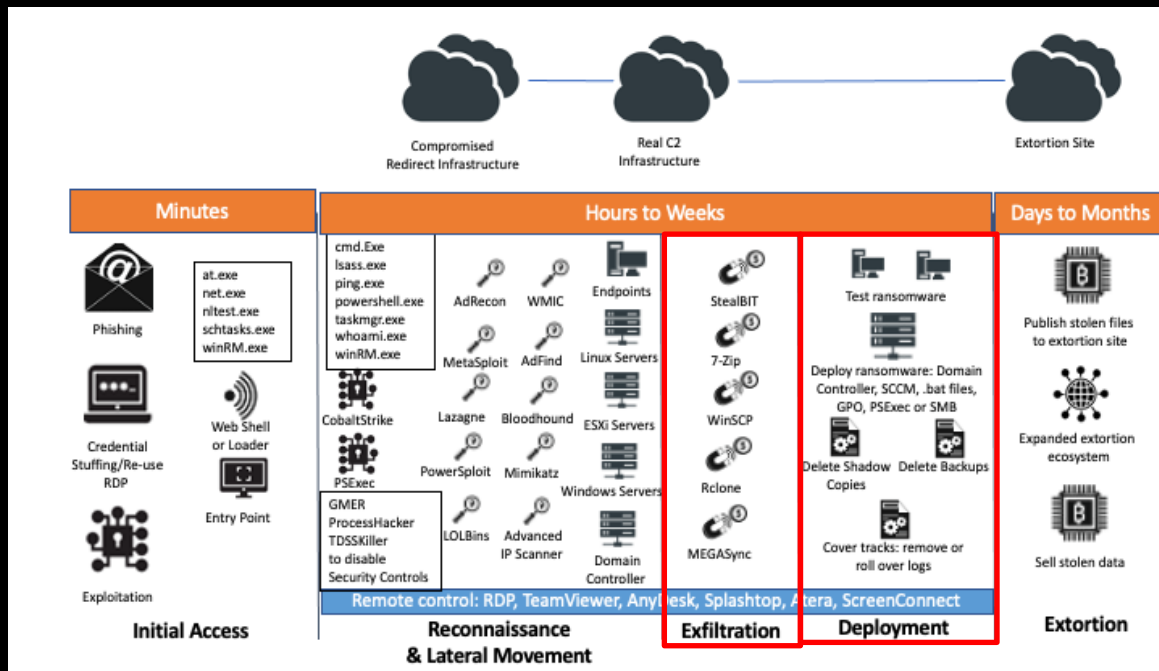 Compromised
Redirect Infrastructure
Real C2
Infrastructure
Extortion Site
Minutes
Hours to Weeks
Days to Months
Phishing
Credential
Stuffing/Re-use
RDP
Exploitation
at.exe
net.exe
nltest.exe
schtasks.exe
winRM.exe
Web Shell
or Loader
Entry Point
Initial Access
cmd.Exe
lsass.exe
ping.exe
powershell.exe
taskmgr.exe
whoami.exe
winRM.exe
CobaltStrike
PSExec
GMER
ProcessHacker
TDSSKiller
to disable
Security Controls
AdRecon
WMIC
MetaSploit
AdFind
Lazagne
Bloodhound
PowerSploit
Mimikatz
LOLBins
Advanced
IP Scanner
Endpoints
Linux Servers
ESXi Servers
Windows Servers
Domain
Controller
Reconnaissance
& Lateral Movement
StealBIT
7-Zip
WinSCP
Rclone
MEGASync
Exfiltration
Test ransomware
Deploy ransomware: Domain
Controller, SCCM, .bat files,
GPO, PSExec or SMB
Delete Shadow
Copies
Delete Backups
Cover tracks: remove or
roll over logs
Remote control: RDP, TeamViewer, AnyDesk, Splashtop, Atera, ScreenConnect
Deployment
Publish stolen files
to extortion site
Expanded extortion
ecosystem
Sell stolen data
Extortion